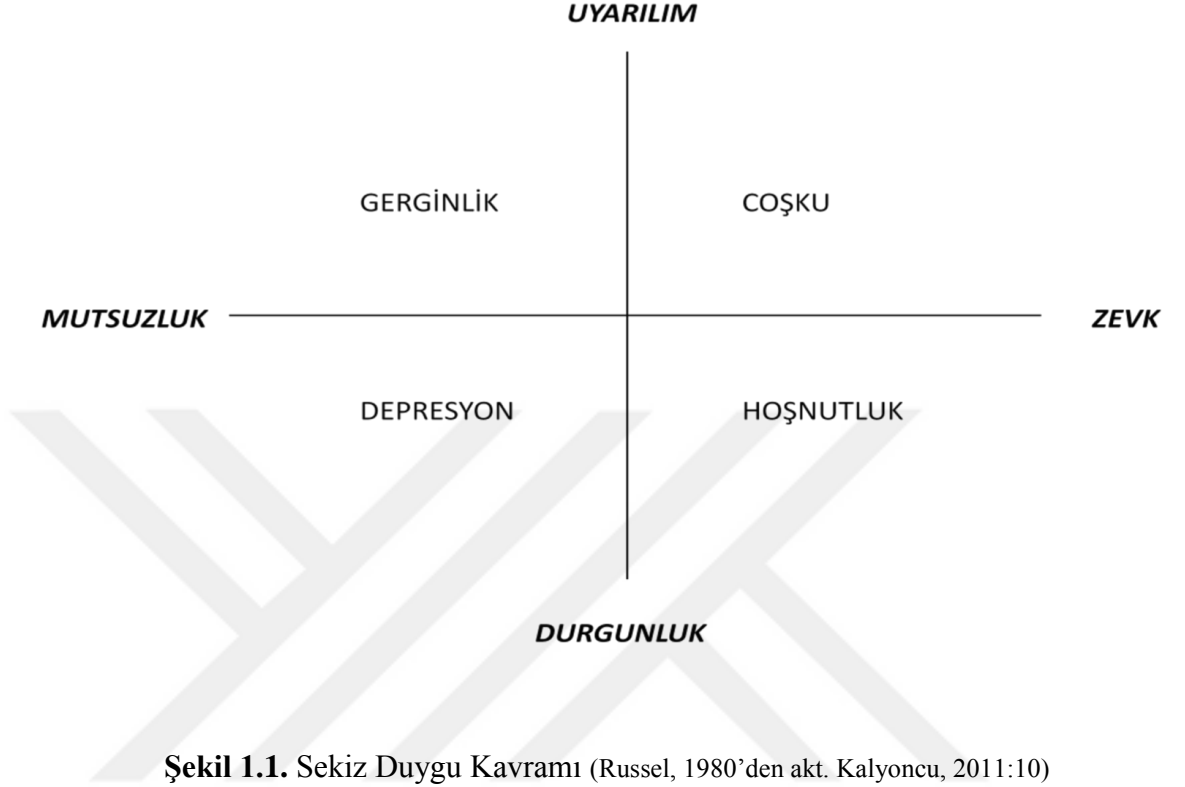 UYARILIM
GERGİNLİK COŞKU
MUTSUZLUK ZEVK
DEPRESYON HOŞNUTLUK
DURGUNLUK
Şekil 1.1. Sekiz Duygu Kavramı (Russel, 1980’den akt. Kalyoncu, 2011:10)